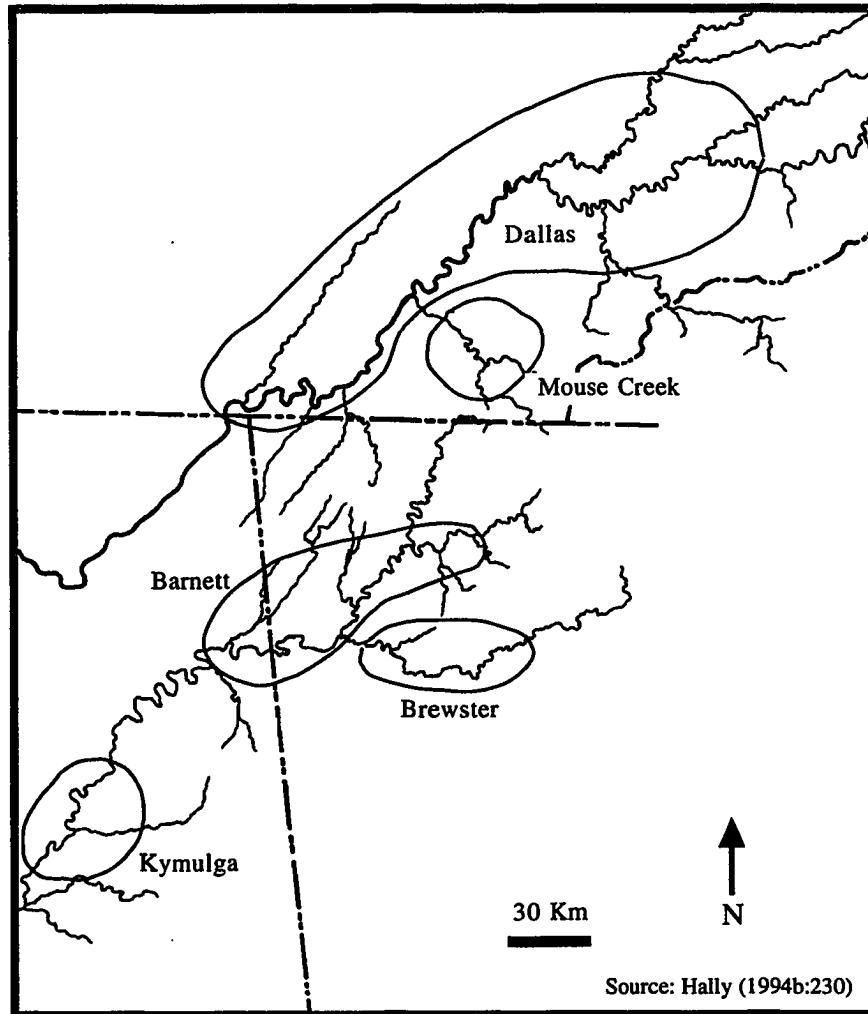 Dallas
Mouse Creek
Barnett
Brewster
Kymulga
30 Km
N
Source: Hally (1994b:230)